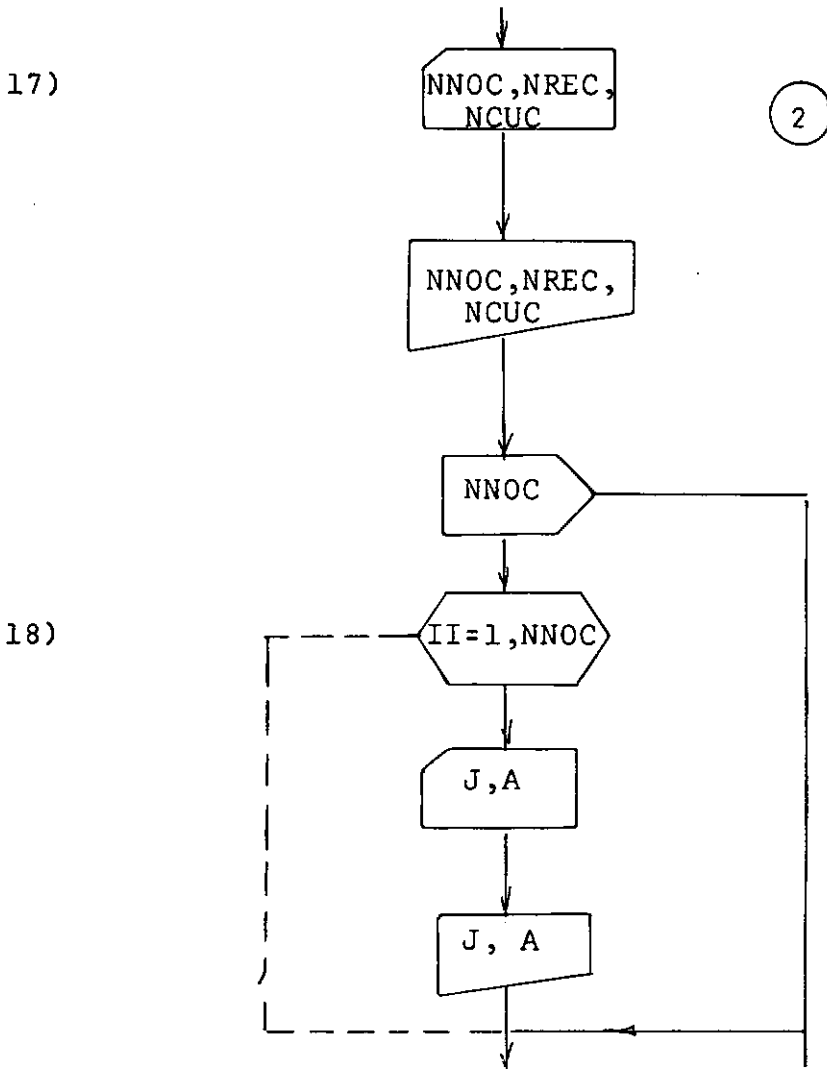 17)
NNOC,NREC,
NCUC
2
NNOC,NREC,
NCUC
NNOC
18)
II=1,NNOC
J,A
J, A